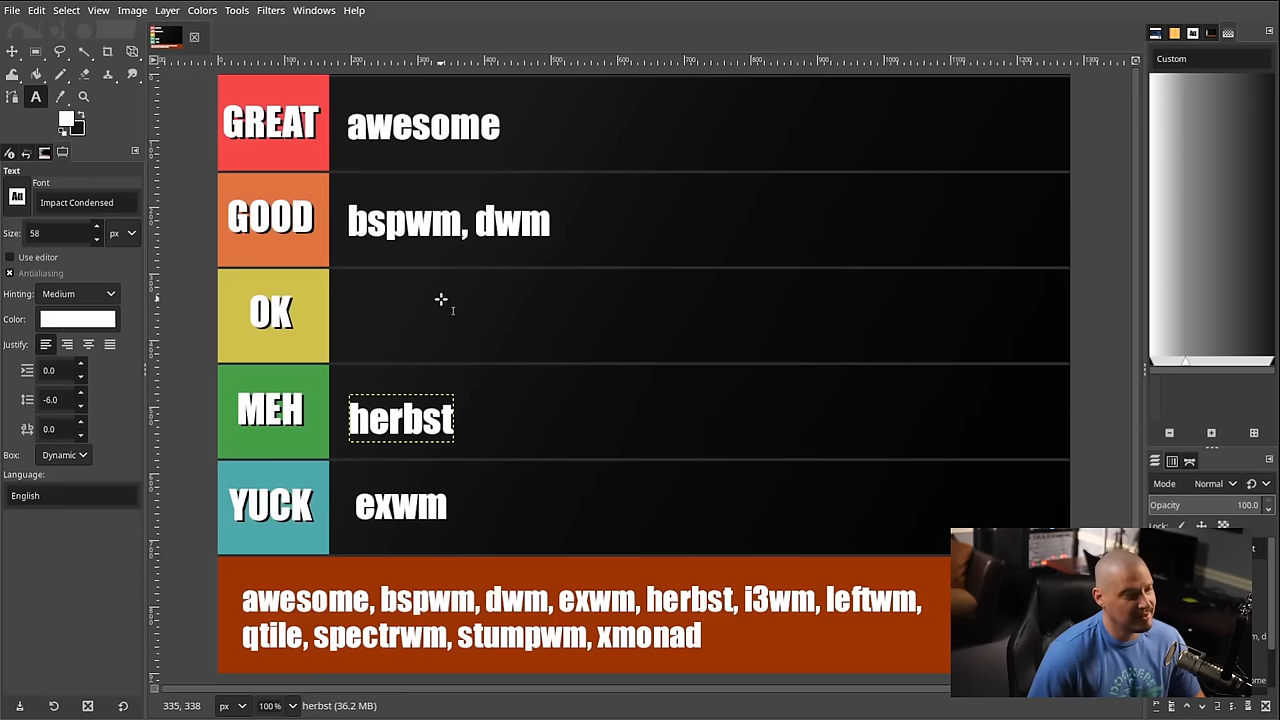 File Edit Select View Image Layer Colors Tools Filters Windows Help
Custom
GREAT awesome
GOOD bspwm, dwm
OK
MEH herbst
YUCK exwm
awesome, bspwm, dwm, exwm, herbst, i3wm, leftwm,
qtile, spectrwm, stumpwm, xmonad
Text
Font
Aa Impact Condensed
Size: 58 px
Use editor
Antialiasing
Hinting: Medium
Color:
Justify:
0.0
-6.0
0.0
Box: Dynamic
Language:
English
Mode Normal
Opacity 100.0
Lock:
335, 338 px 100% herbst (36.2 MB)